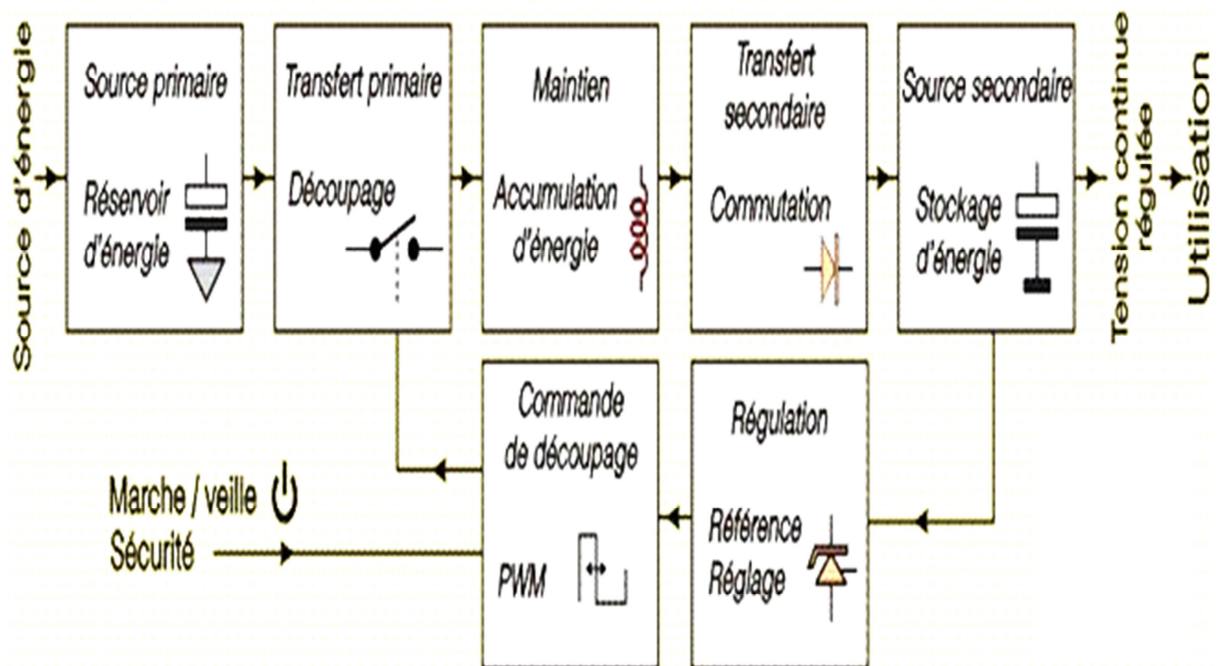 Source d'énergie
Source primaire
Réservoir
d'énergie
Transfert primaire
Découpage
Maintien
Accumulation
d'énergie
Transfert
secondaire
Commutation
Source secondaire
Stockage
d'énergie
Tension continue
régulée
Utilisation
Marche / veille
Sécurité
Commande
de découpage
PWM
Régulation
Référence
Réglage